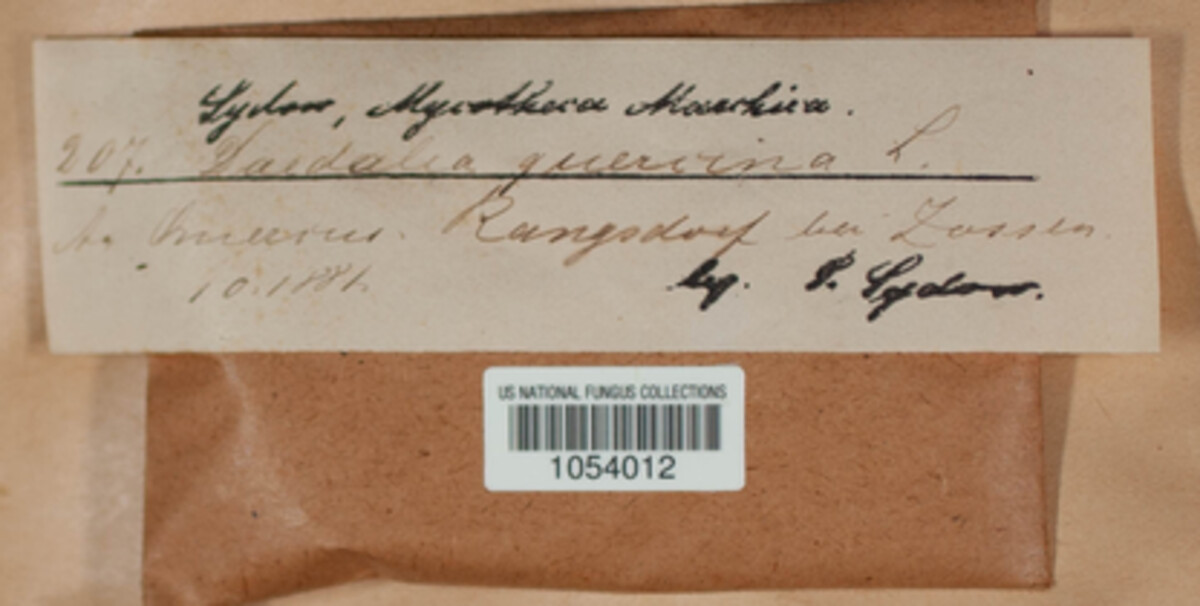 Sydow, Mycotheca Marchica.
207. Daedalea quercina L.
An Quercus. Rangsdorf bei Zossen.
10.1881. leg. P. Sydow.
US NATIONAL FUNGUS COLLECTIONS
1054012